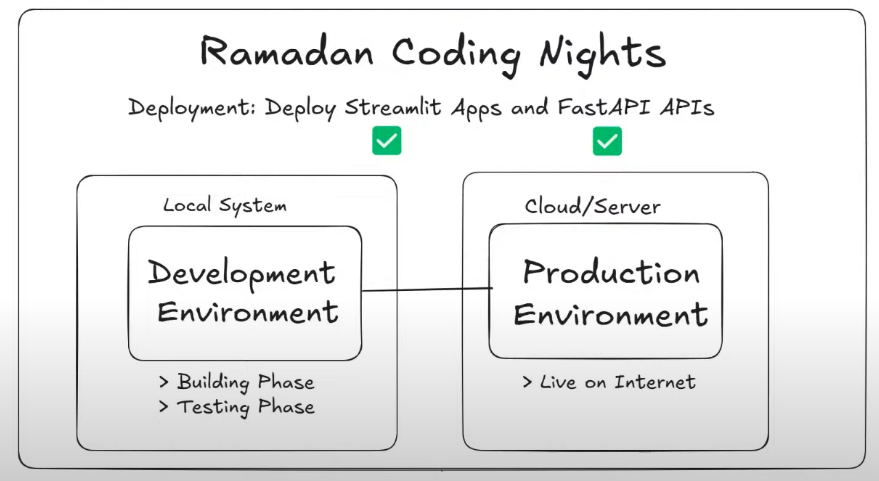 Ramadan Coding Nights
Deployment: Deploy Streamlit Apps and FastAPI APIs
Local System
Development
Environment
> Building Phase
> Testing Phase
Cloud/Server
Production
Environment
> Live on Internet